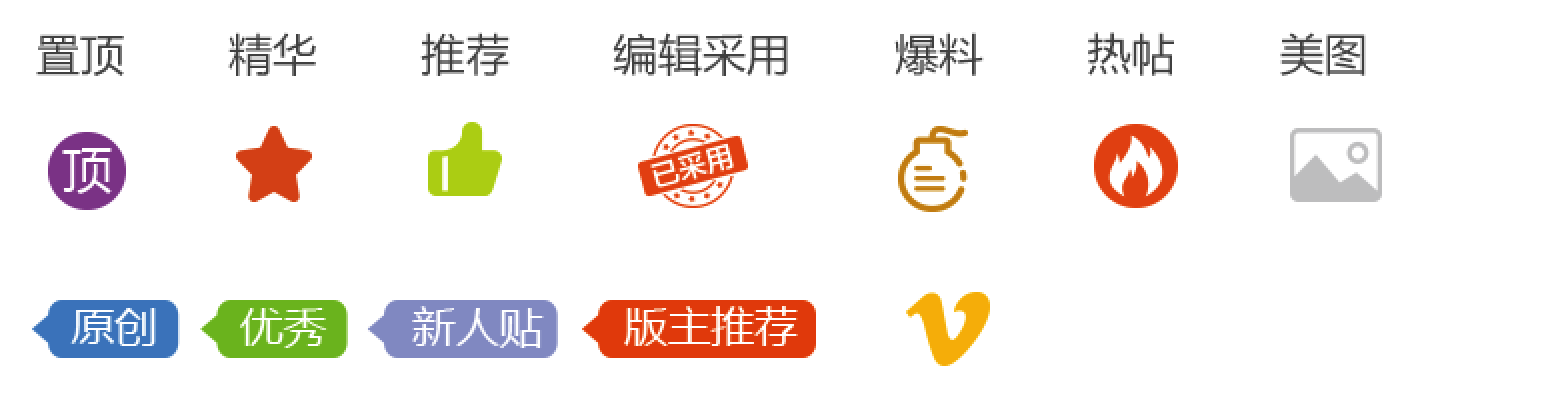 置顶 精华 推荐 编辑采用 爆料 热帖 美图
顶 已采用
原创 优秀 新人贴 版主推荐